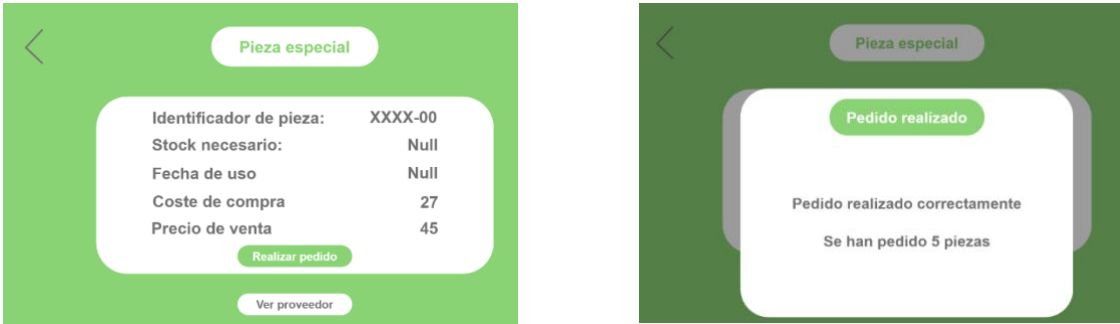 Pieza especial
Identificador de pieza: XXXX-00
Stock necesario: Null
Fecha de uso Null
Coste de compra 27
Precio de venta 45
Realizar pedido
Ver proveedor
Pieza especial
Pedido realizado
Pedido realizado correctamente
Se han pedido 5 piezas